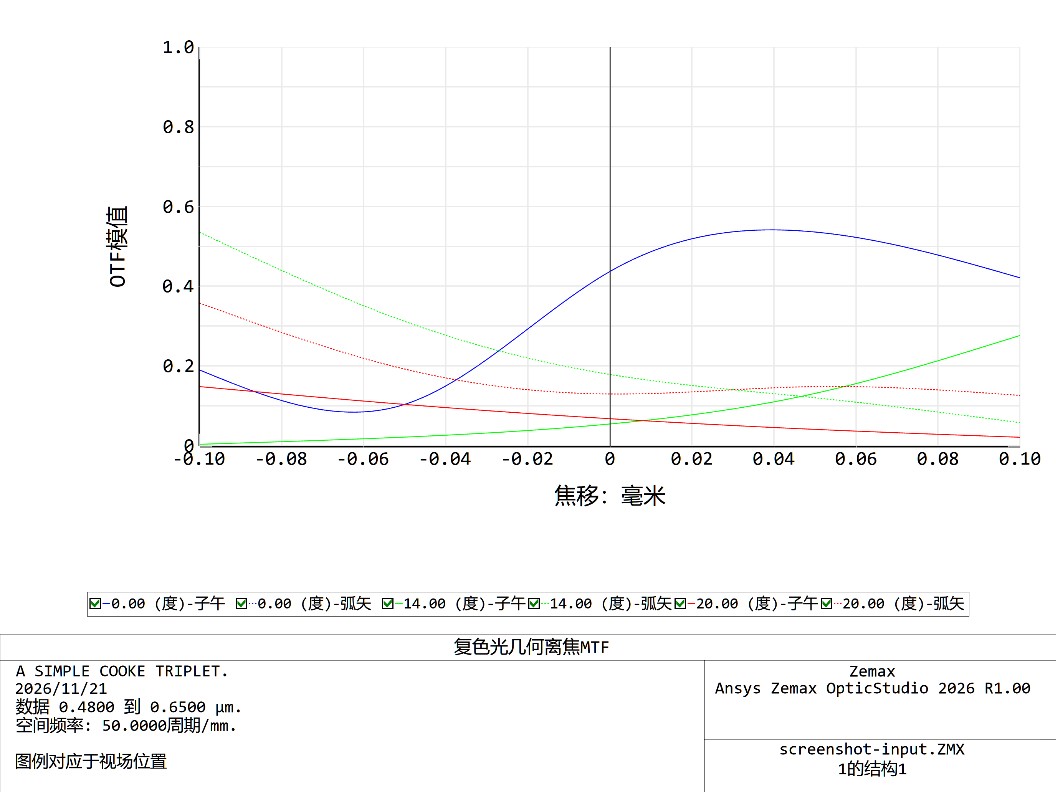 1.0
0.8
0.6
0.4
0.2
0
OTF模值
-0.10 -0.08 -0.06 -0.04 -0.02 0 0.02 0.04 0.06 0.08 0.10
焦移: 毫米
0.00 (度)-子午 0.00 (度)-弧矢 14.00 (度)-子午 14.00 (度)-弧矢 20.00 (度)-子午 20.00 (度)-弧矢
复色光几何离焦MTF
A SIMPLE COOKE TRIPLET.
2026/11/21
数据 0.4800 到 0.6500 µm.
空间频率: 50.0000周期/mm.
图例对应于视场位置
Zemax
Ansys Zemax OpticStudio 2026 R1.00
screenshot-input.ZMX
1的结构1